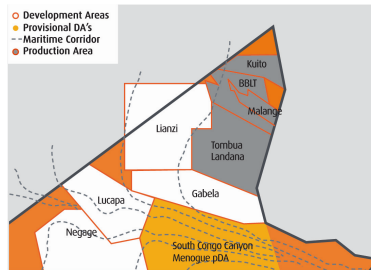 Development Areas
Provisional DA's
Maritime Corridor
Production Area
Kuito
BBLT
Malange
Lianzi
Tombua
Landana
Gabela
Lucapa
Negage
South Congo Canyon
Menogue pDA